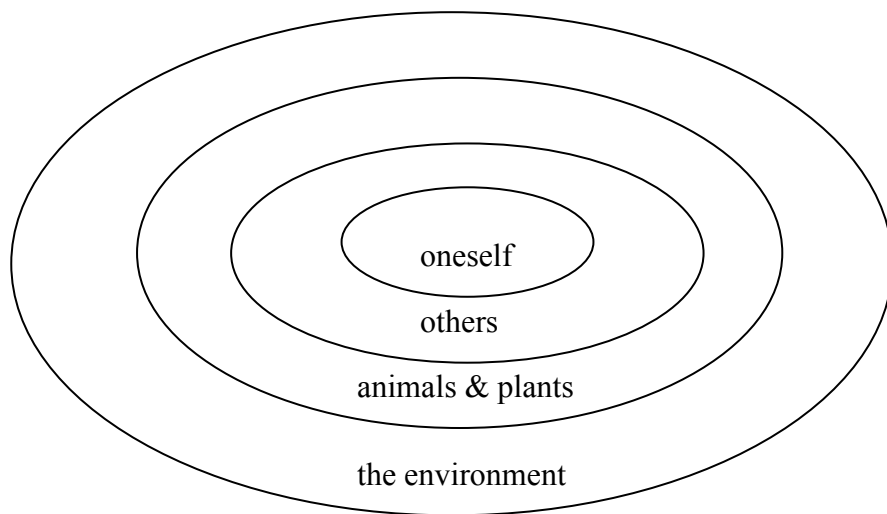 oneself
others
animals & plants
the environment